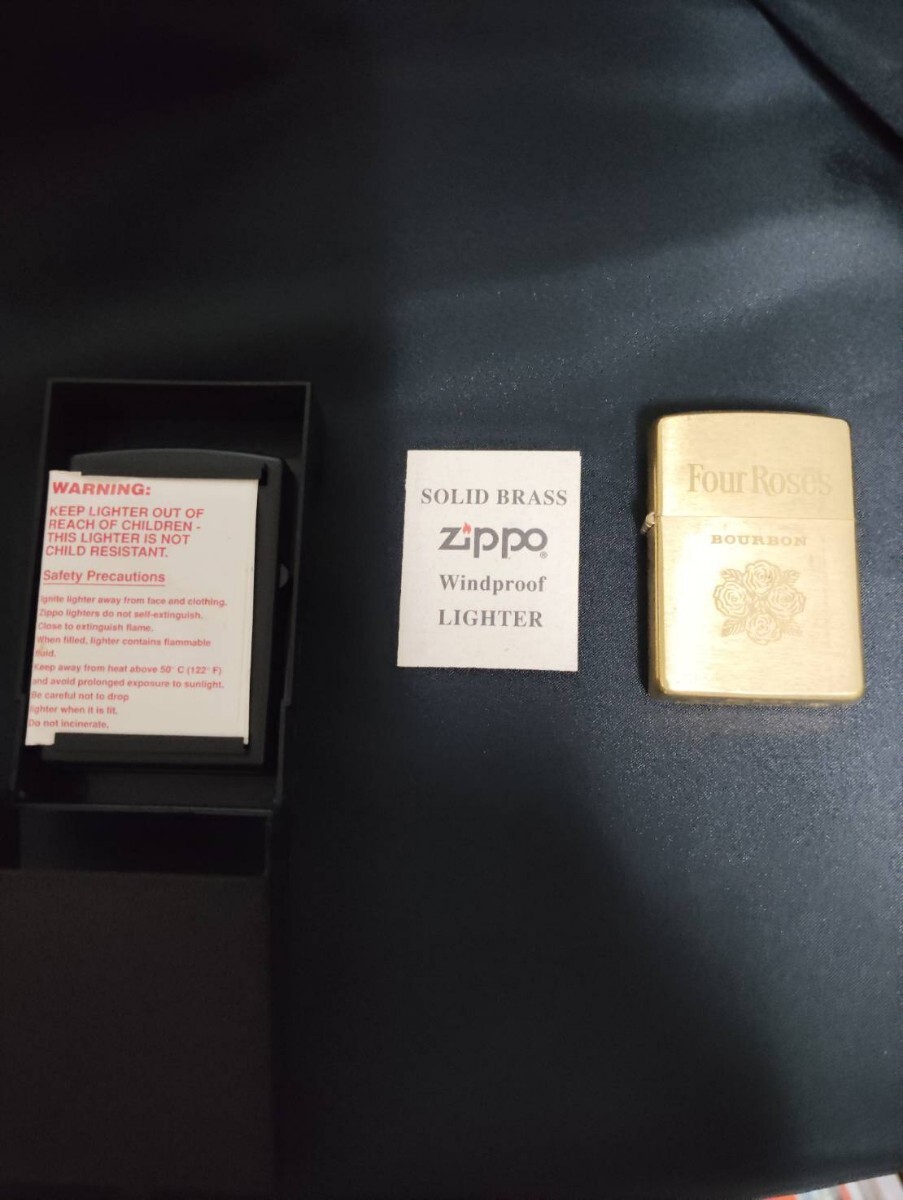 WARNING:
KEEP LIGHTER OUT OF
REACH OF CHILDREN -
THIS LIGHTER IS NOT
CHILD RESISTANT.
Safety Precautions
Ignite lighter away from face and clothing.
Zippo lighters do not self-extinguish.
Close to extinguish flame.
When filled, lighter contains flammable
fluid.
Keep away from heat above 50° C (122° F)
and avoid prolonged exposure to sunlight.
Be careful not to drop
lighter when it is lit.
Do not incinerate.
SOLID BRASS
Zippo®
Windproof
LIGHTER
Four Roses
BOURBON